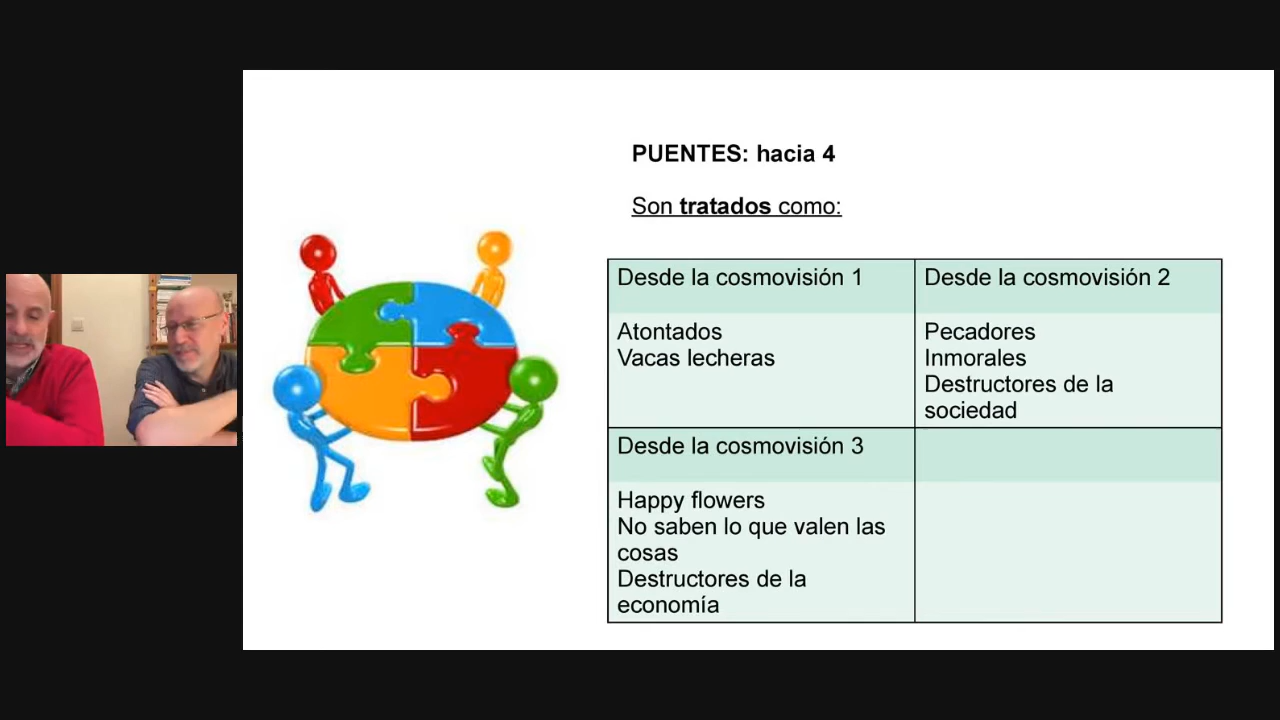 PUENTES: hacia 4
Son tratados como:
Desde la cosmovisión 1
Atontados
Vacas lecheras
Desde la cosmovisión 2
Pecadores
Inmorales
Destructores de la
sociedad
Desde la cosmovisión 3
Happy flowers
No saben lo que valen las
cosas
Destructores de la
economía